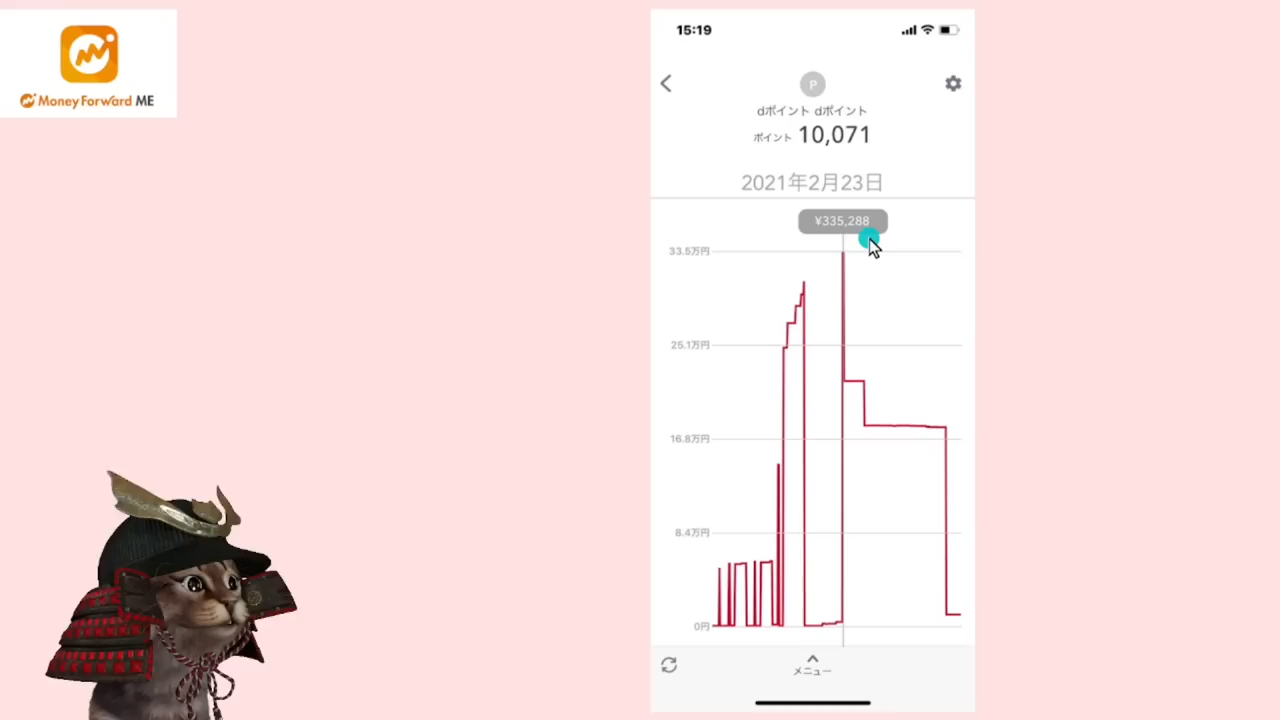 Money Forward ME
15:19
P
dポイント dポイント
ポイント 10,071
2021年2月23日
¥335,288
33.5万円
25.1万円
16.8万円
8.4万円
0円
メニュー